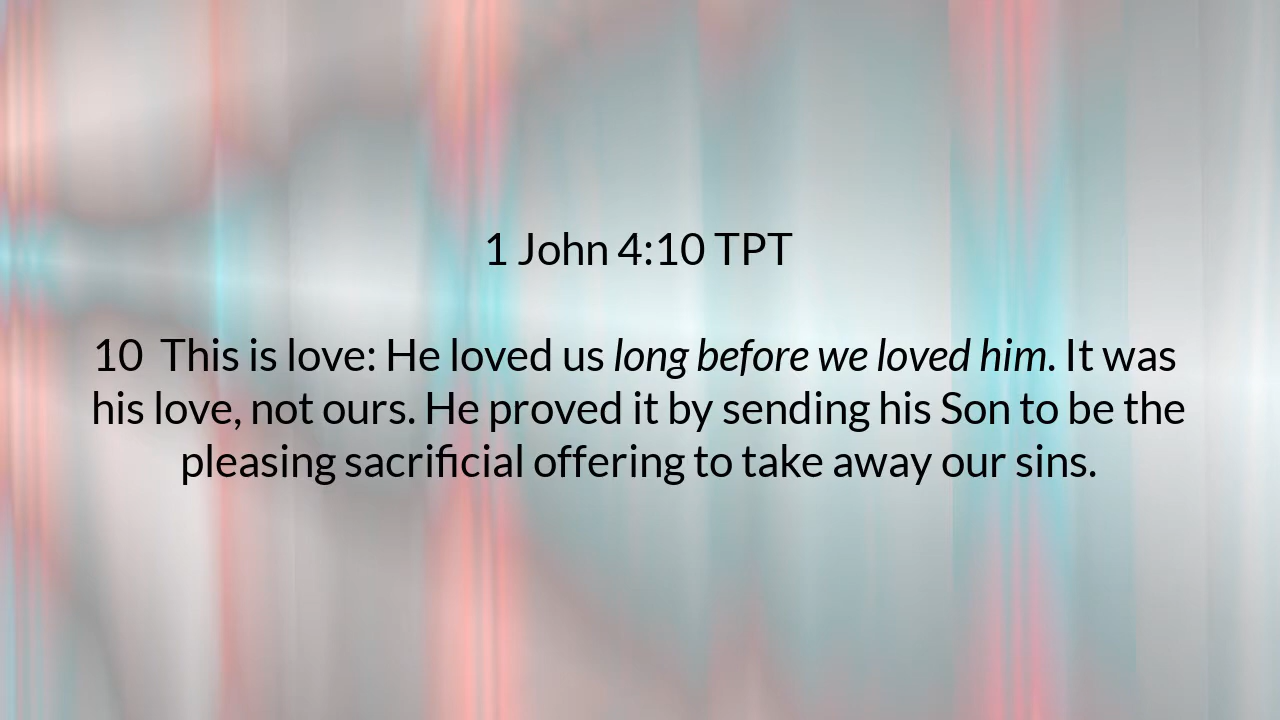 1 John 4:10 TPT
10  This is love: He loved us long before we loved him. It was
his love, not ours. He proved it by sending his Son to be the
pleasing sacrificial offering to take away our sins.